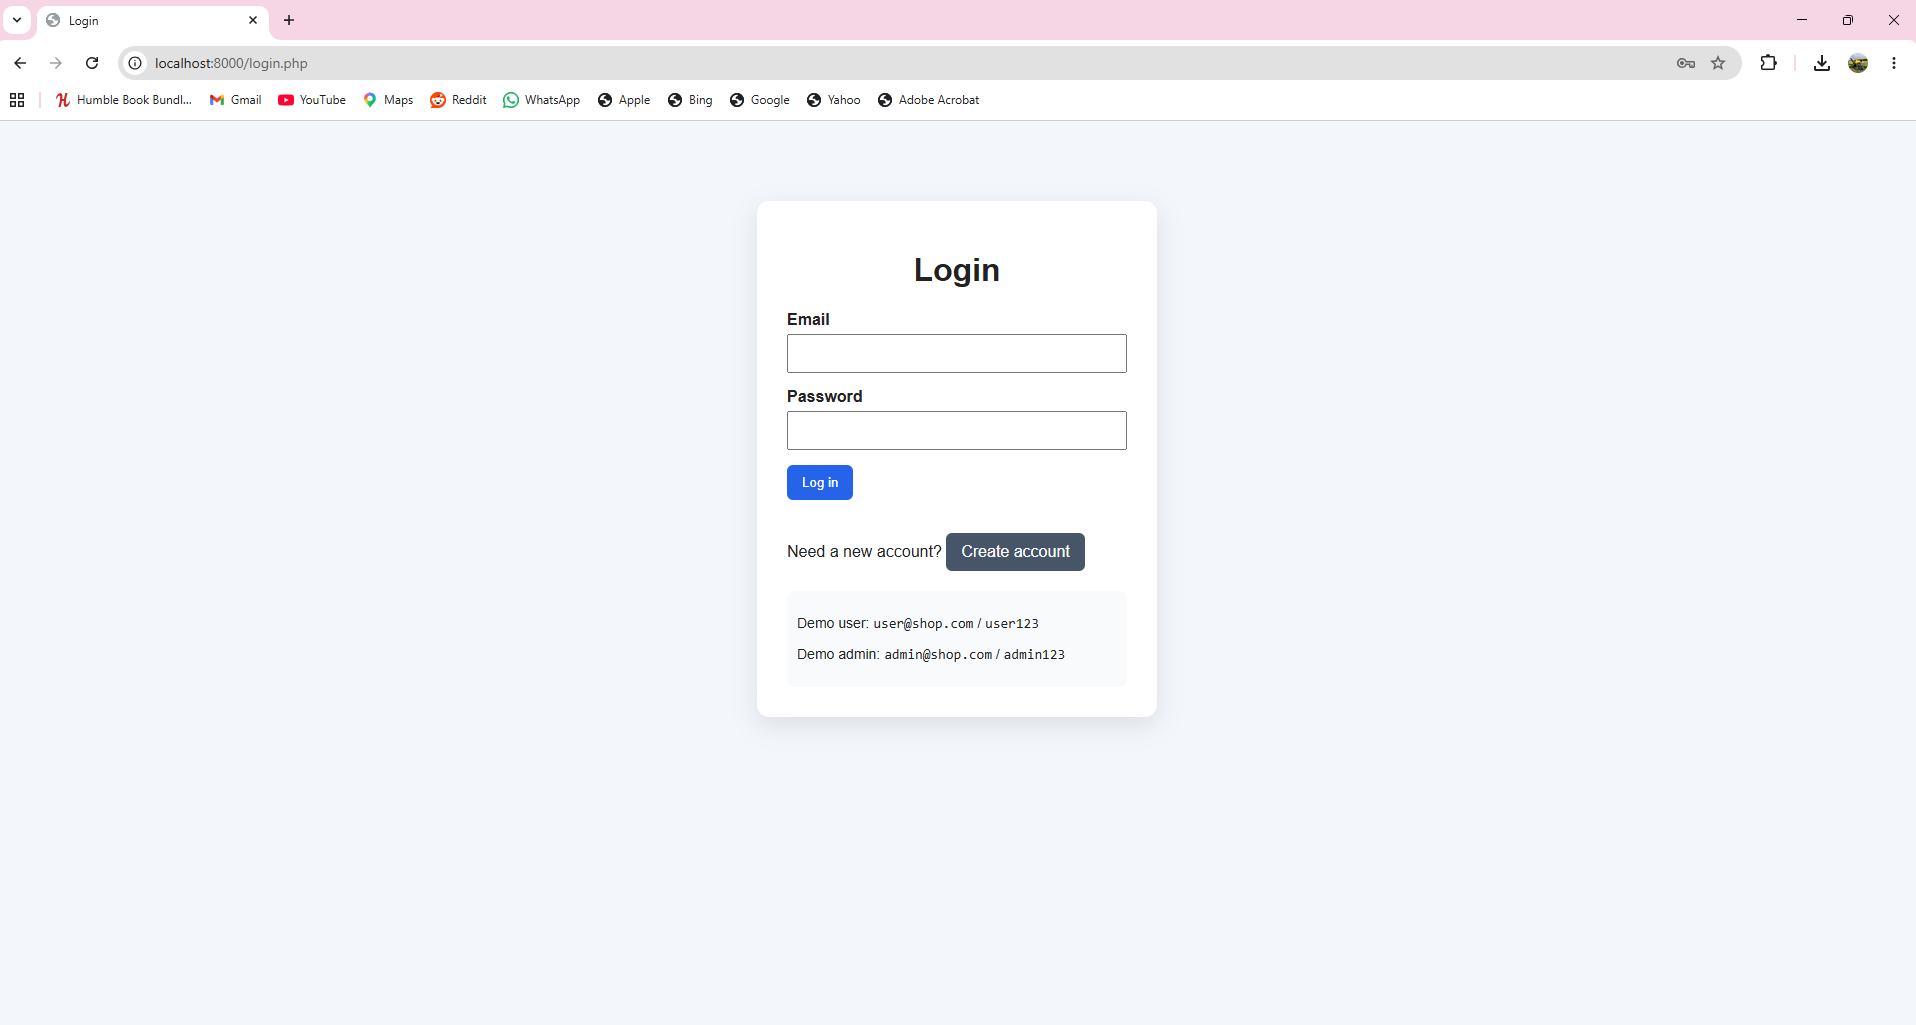 Login
localhost:8000/login.php
Humble Book Bundl... Gmail YouTube Maps Reddit WhatsApp Apple Bing Google Yahoo Adobe Acrobat
Login
Email
Password
Log in
Need a new account? Create account
Demo user: user@shop.com / user123
Demo admin: admin@shop.com / admin123